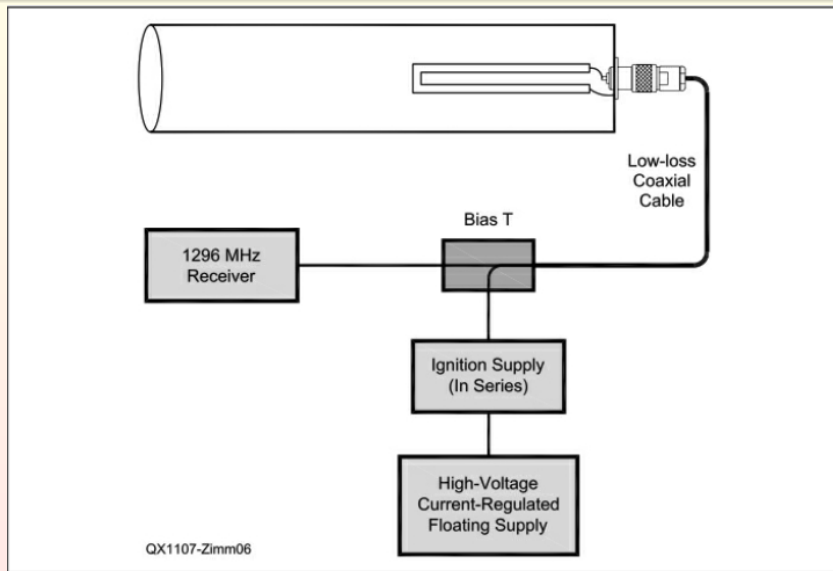 Low-loss
Coaxial
Cable
Bias T
1296 MHz
Receiver
Ignition Supply
(In Series)
High-Voltage
Current-Regulated
Floating Supply
QX1107-Zimm06